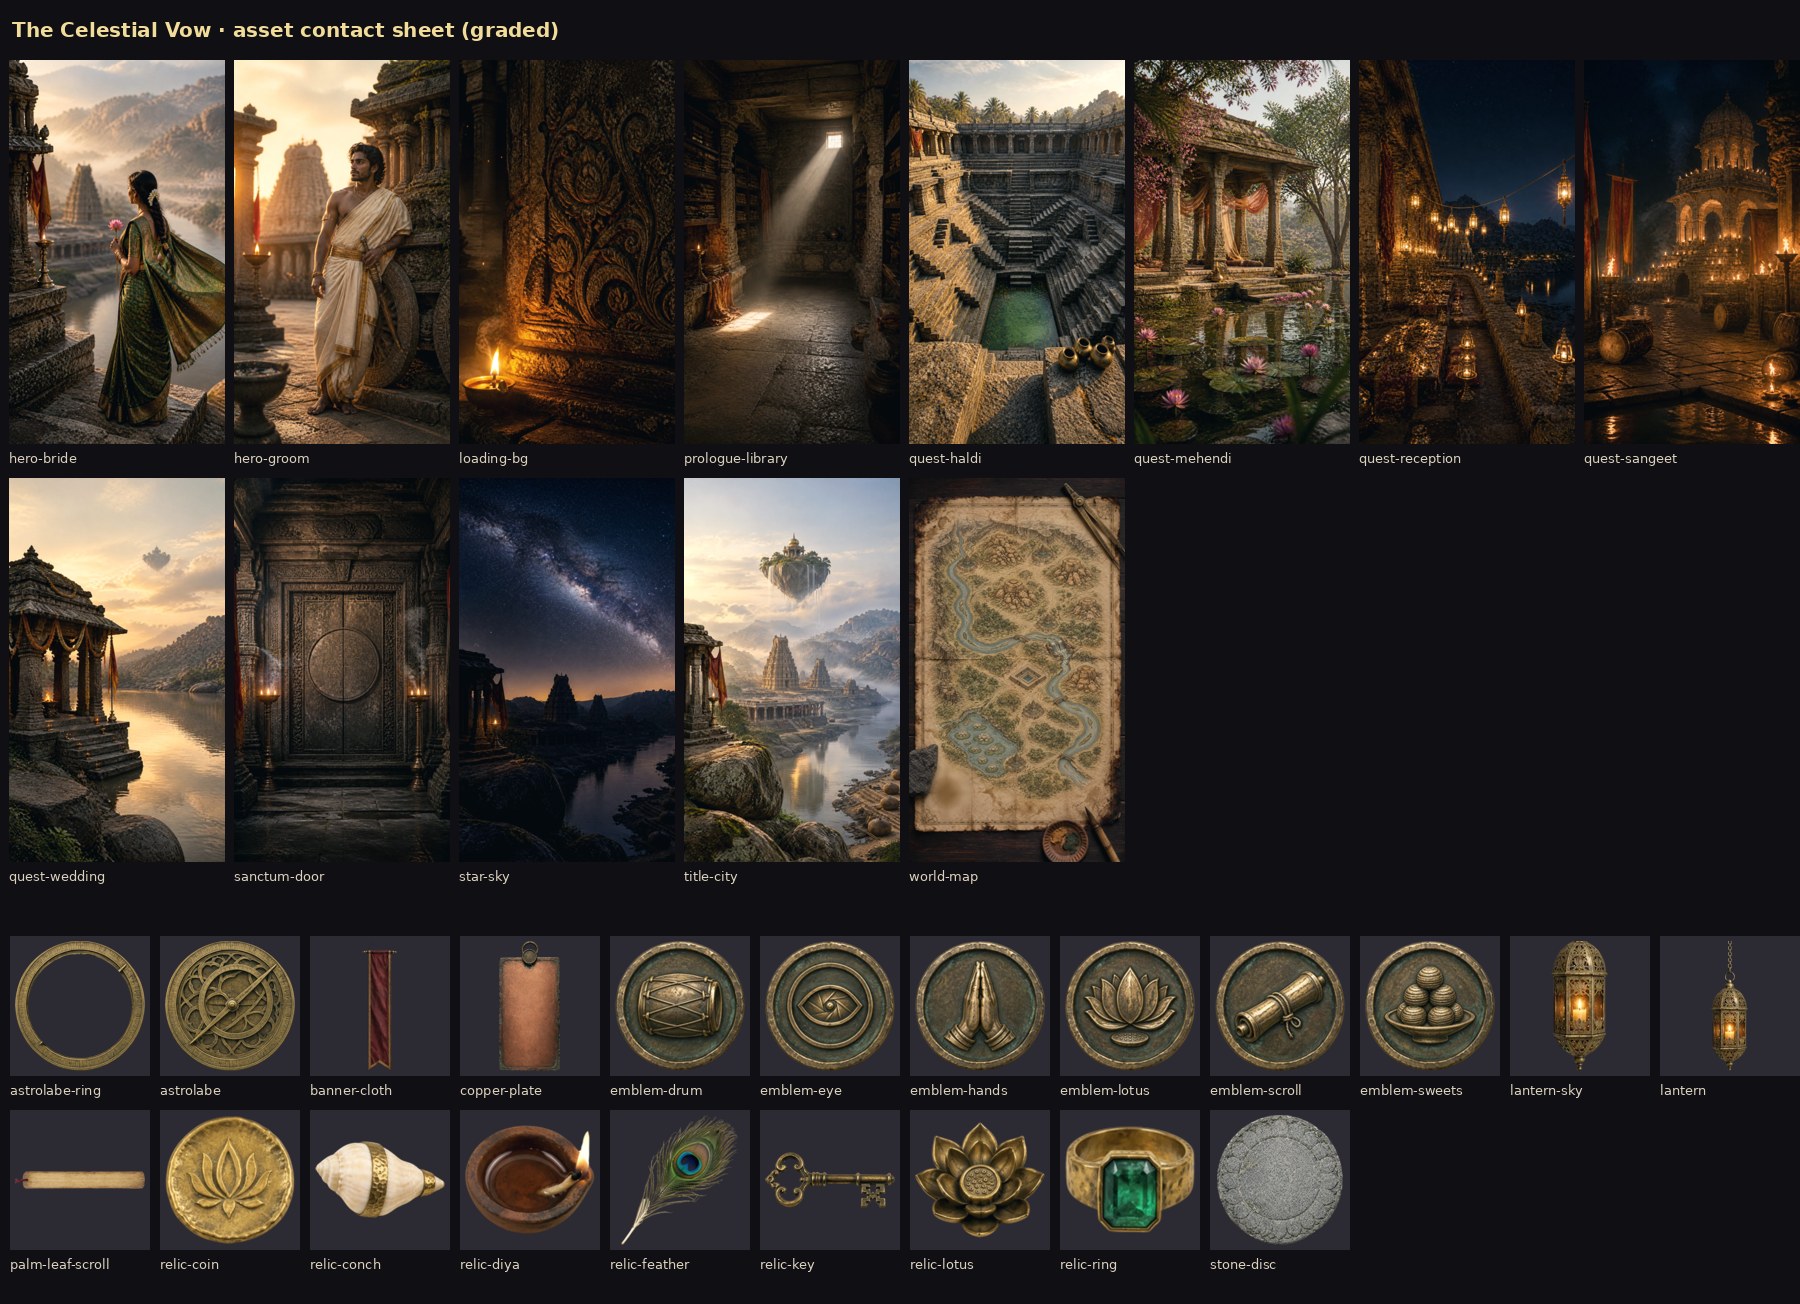 The Celestial Vow · asset contact sheet (graded)
hero-bride
hero-groom
loading-bg
prologue-library
quest-haldi
quest-mehendi
quest-reception
quest-sangeet
quest-wedding
sanctum-door
star-sky
title-city
world-map
astrolabe-ring
astrolabe
banner-cloth
copper-plate
emblem-drum
emblem-eye
emblem-hands
emblem-lotus
emblem-scroll
emblem-sweets
lantern-sky
lantern
palm-leaf-scroll
relic-coin
relic-conch
relic-diya
relic-feather
relic-key
relic-lotus
relic-ring
stone-disc